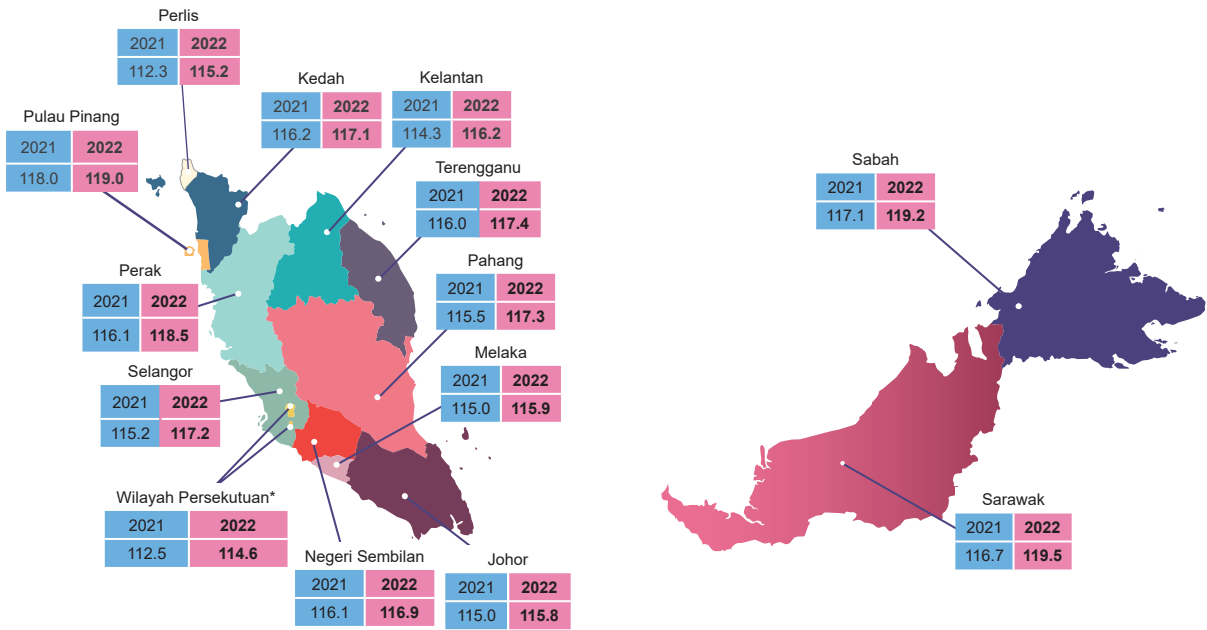 Perlis
2021 2022
112.3 115.2
Kedah
2021 2022
116.2 117.1
Kelantan
2021 2022
114.3 116.2
Pulau Pinang
2021 2022
118.0 119.0
Terengganu
2021 2022
116.0 117.4
Perak
2021 2022
116.1 118.5
Pahang
2021 2022
115.5 117.3
Selangor
2021 2022
115.2 117.2
Melaka
2021 2022
115.0 115.9
Wilayah Persekutuan*
2021 2022
112.5 114.6
Negeri Sembilan
2021 2022
116.1 116.9
Johor
2021 2022
115.0 115.8
Sabah
2021 2022
117.1 119.2
Sarawak
2021 2022
116.7 119.5